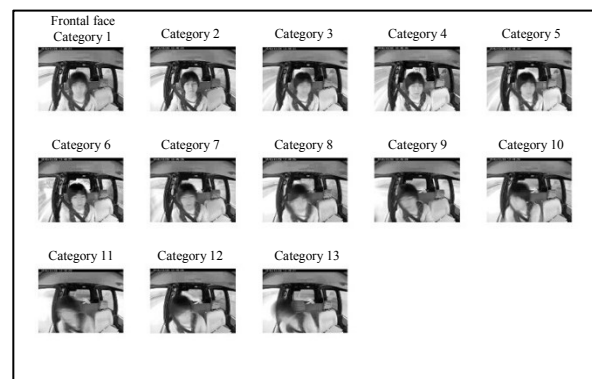 Frontal face
Category 1
Category 2
Category 3
Category 4
Category 5
Category 6
Category 7
Category 8
Category 9
Category 10
Category 11
Category 12
Category 13